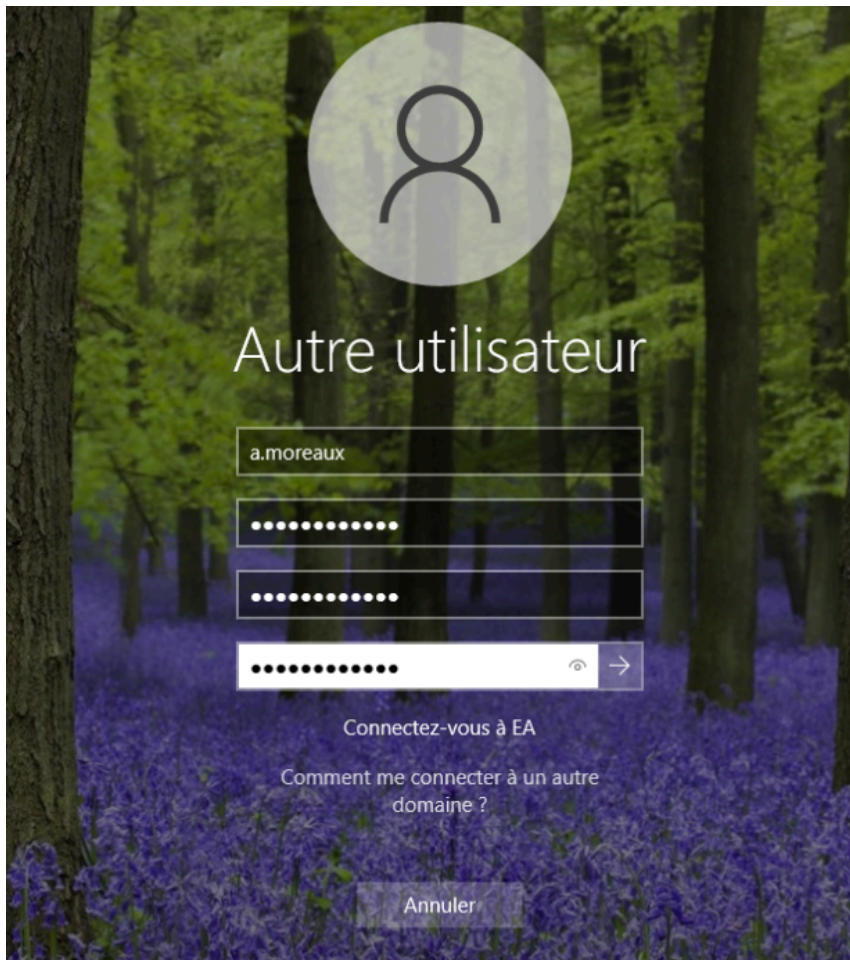 Autre utilisateur
a.moreaux
••••••••••••
••••••••••••
••••••••••••
Connectez-vous à EA
Comment me connecter à un autre
domaine ?
Annuler